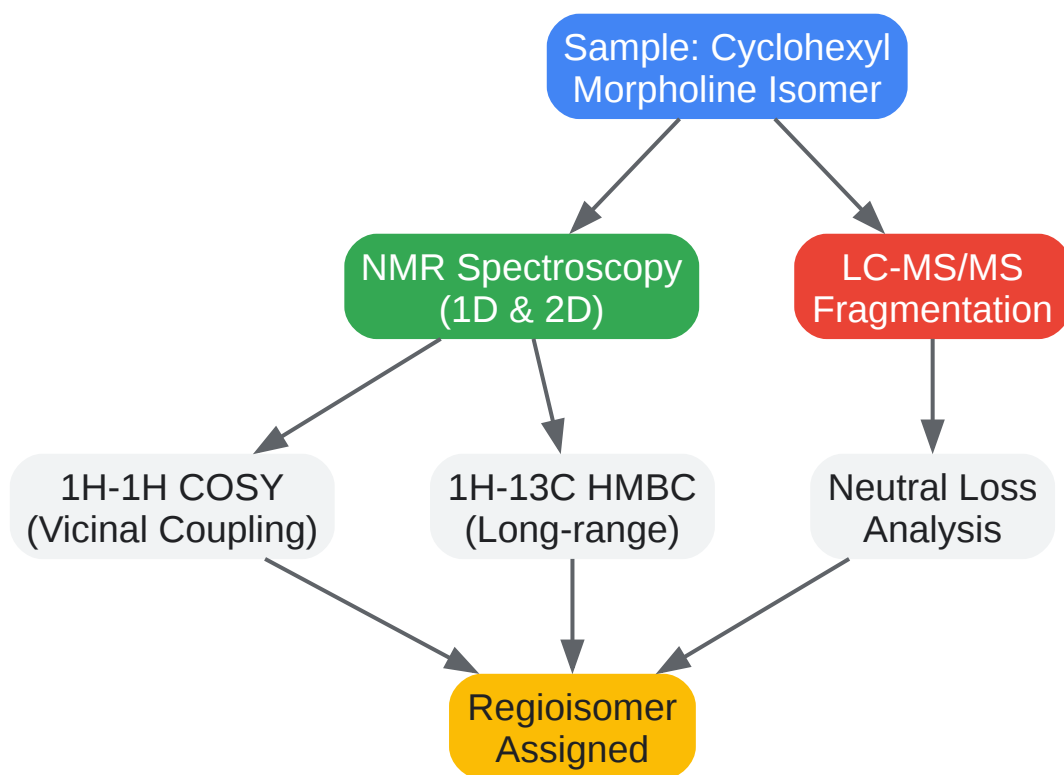 Sample: Cyclohexyl
Morpholine Isomer
NMR Spectroscopy
(1D & 2D)
LC-MS/MS
Fragmentation
1H-1H COSY
(Vicinal Coupling)
1H-13C HMBC
(Long-range)
Neutral Loss
Analysis
Regioisomer
Assigned